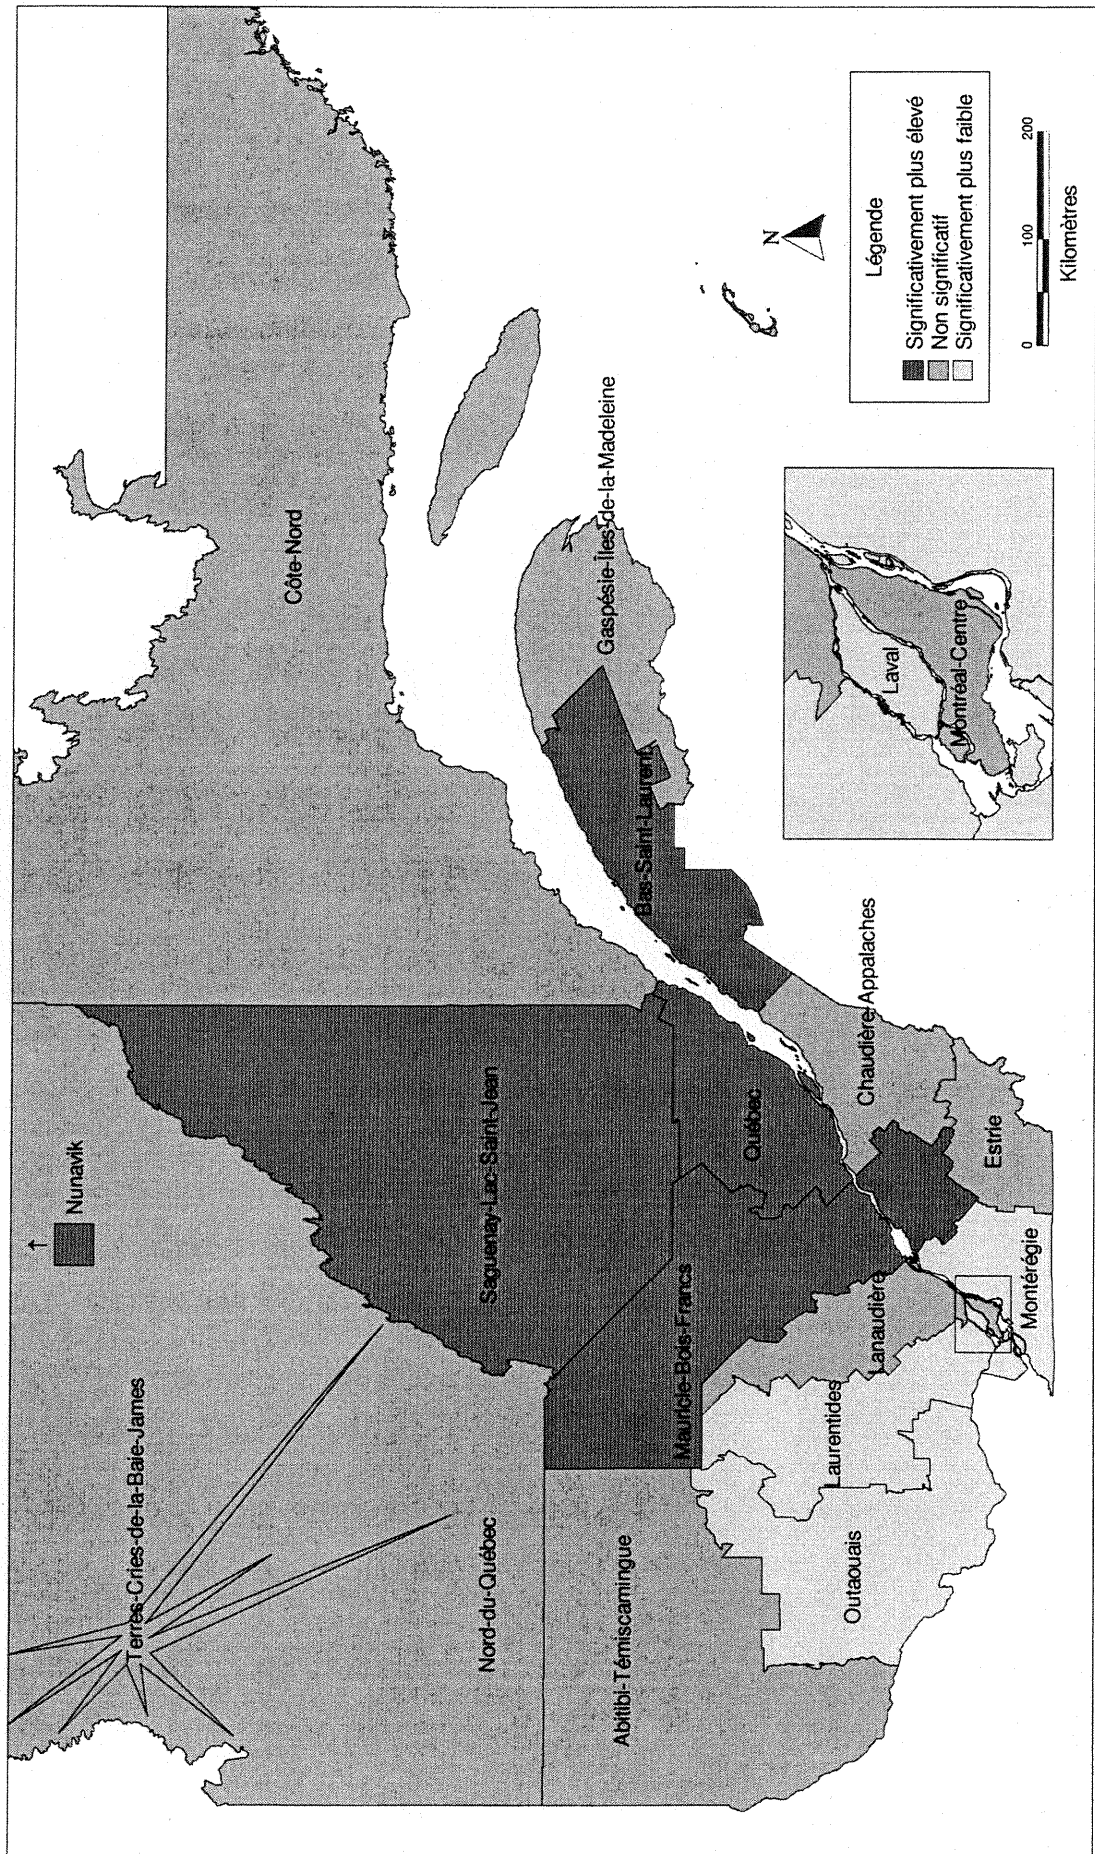 Terres-Cries-de-la-Baie-James
Nunavik
Côte-Nord
Nord-du-Québec
Saguenay-Lac-Saint-Jean
Abitibi-Témiscamingue
Gaspésie-Îles-de-la-Madeleine
Bas-Saint-Laurent
Mauricie-Bois-Francs
Québec
Outaouais
Laurentides
Lanaudière
Chaudière-Appalaches
Estrie
Montérégie
Laval
Montréal-Centre
N
Légende
Significativement plus élevé
Non significatif
Significativement plus faible
0 100 200
Kilomètres